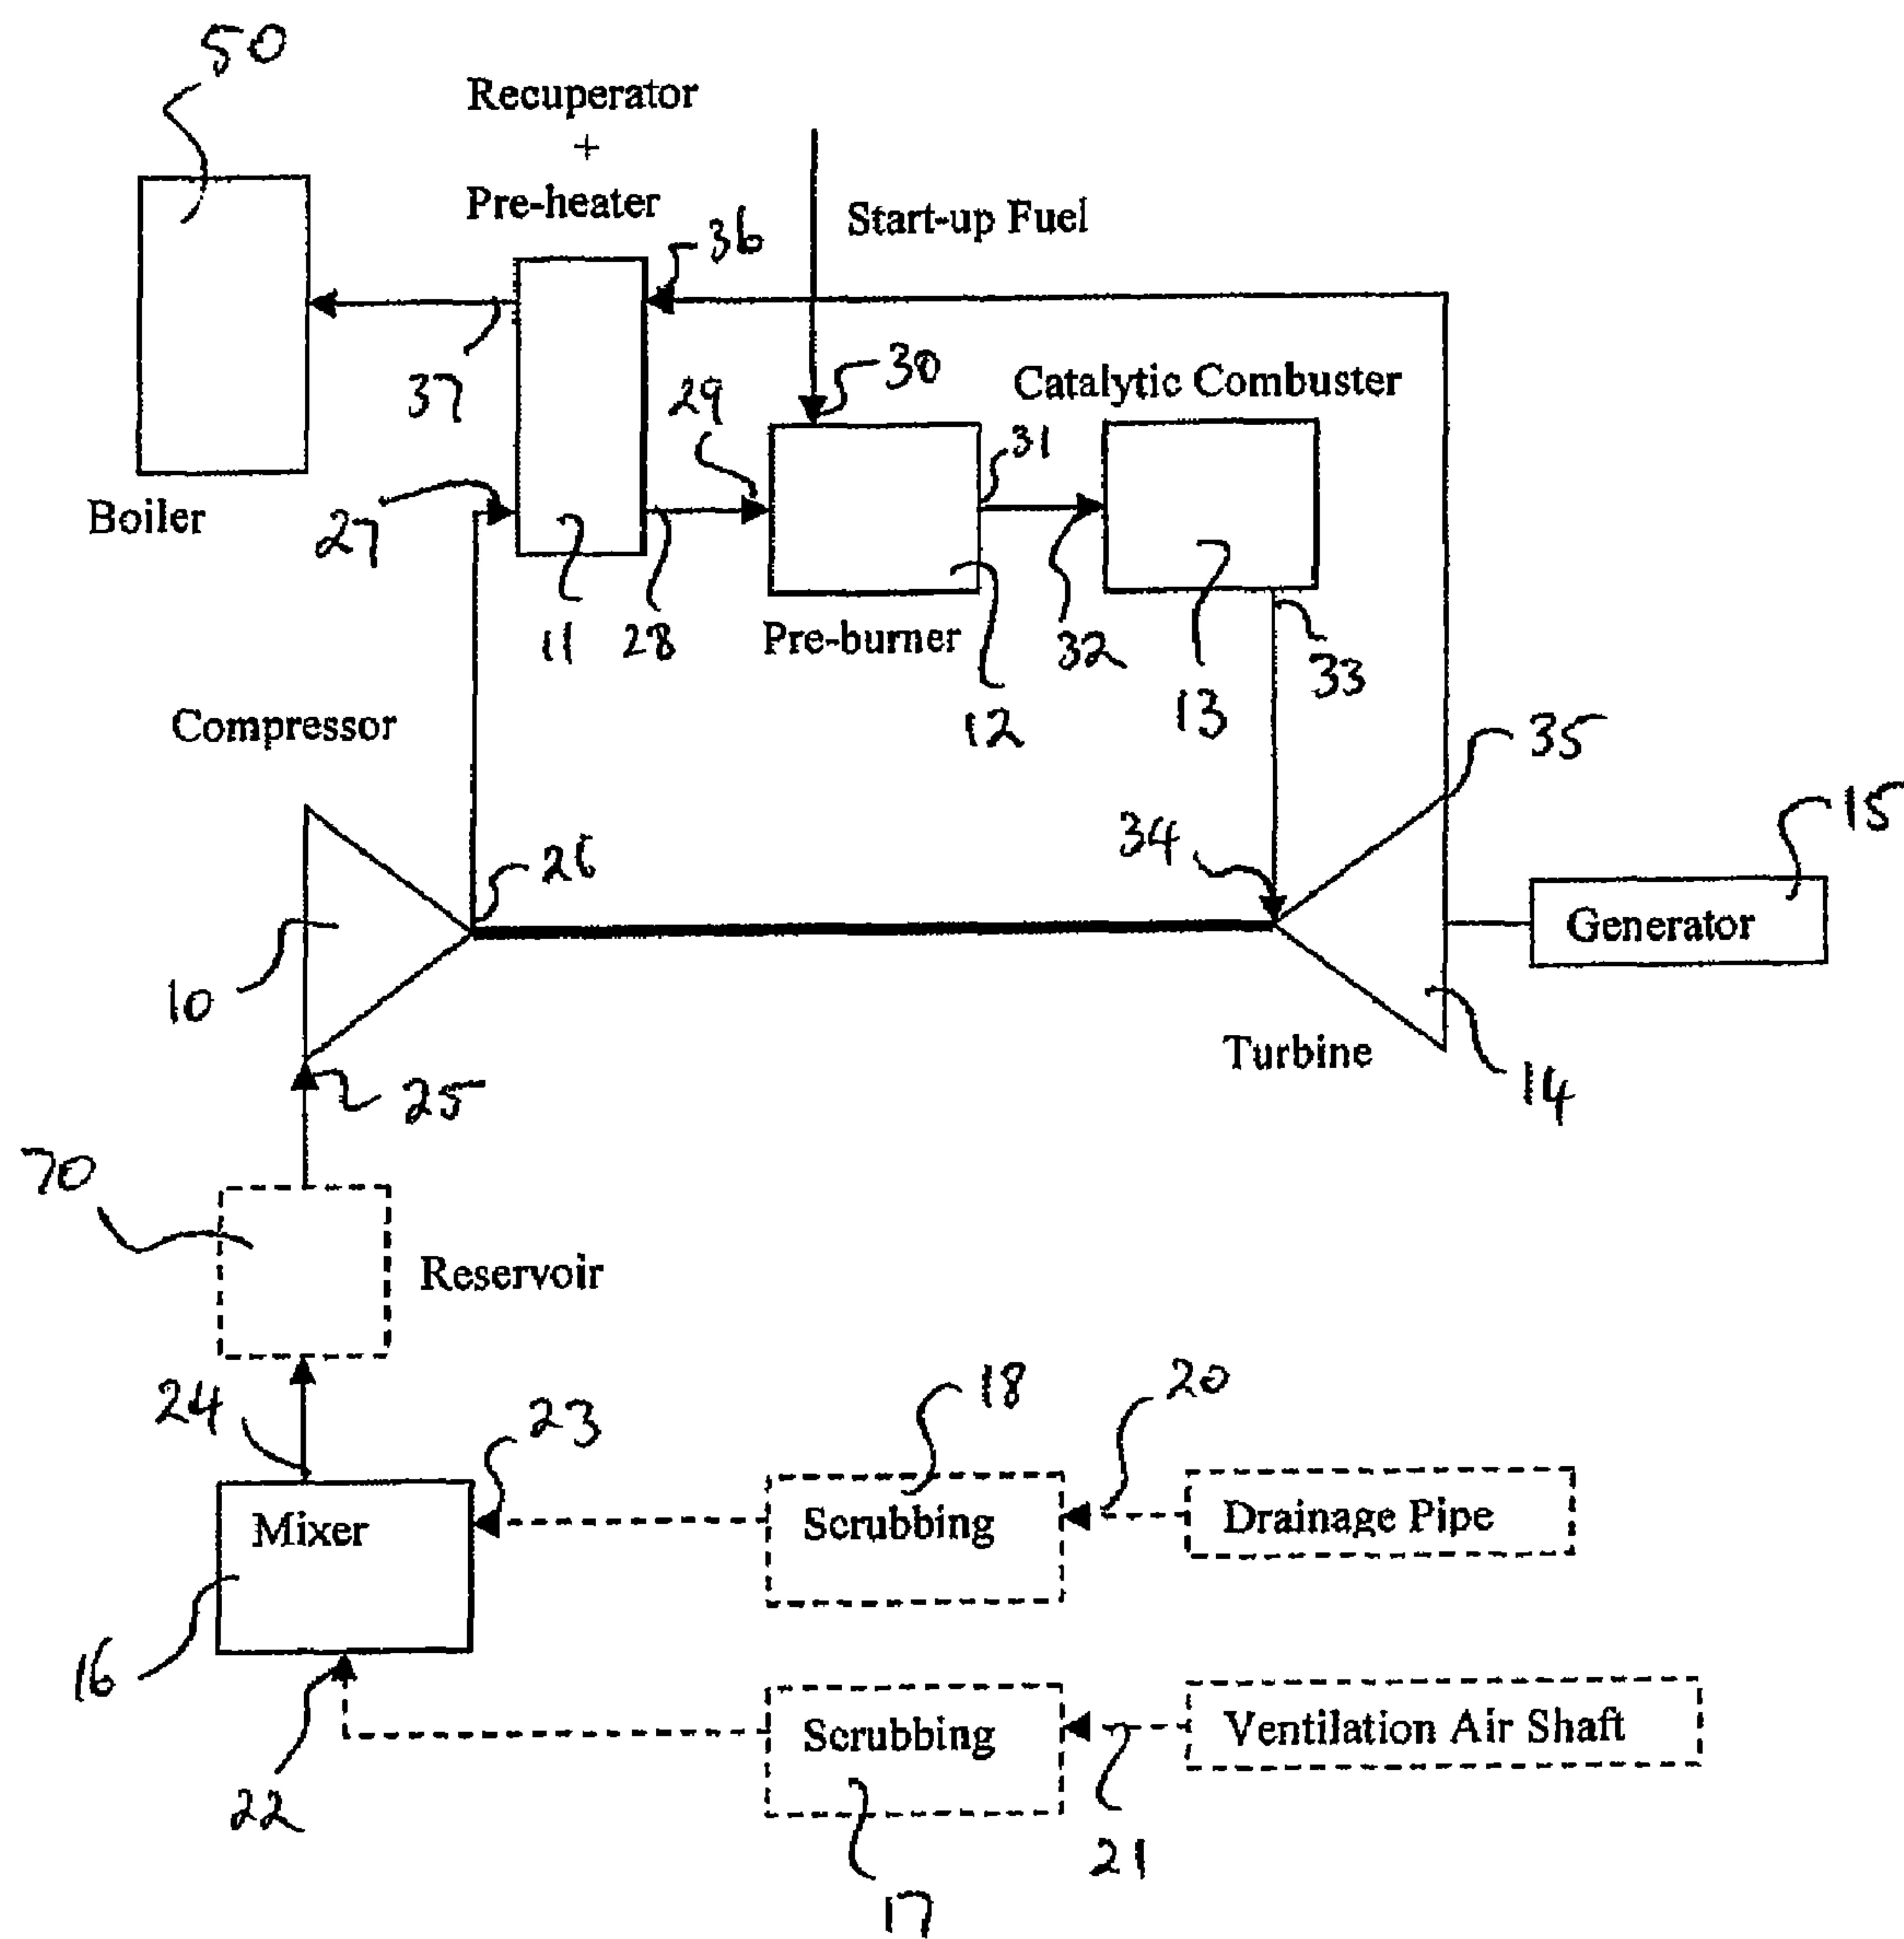 50
Recuperator
+
Pre-heater
36
Start-up Fuel
30
Catalytic Combuster
37
29
31
Boiler
27
11
28
Pre-burner
32
33
12
13
Compressor
35
15
34
26
Generator
10
Turbine
25
14
70
Reservoir
24
23
18
20
Mixer
Scrubbing
Drainage Pipe
16
Scrubbing
Ventilation Air Shaft
22
21
17